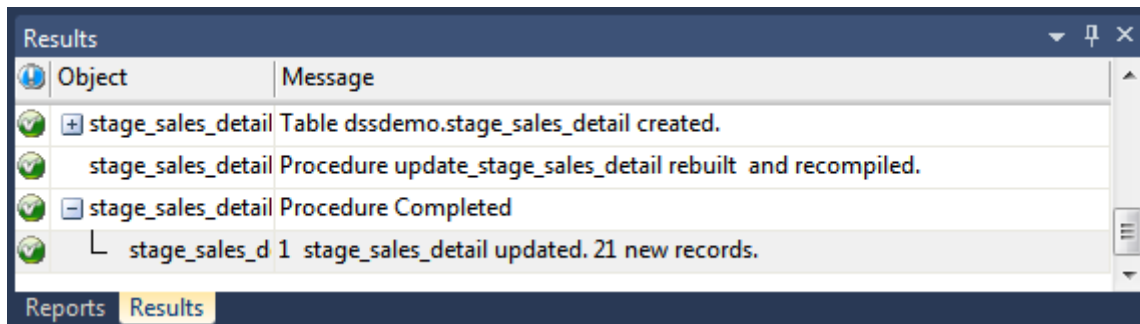 Results
Object Message
stage_sales_detail Table dssdemo.stage_sales_detail created.
stage_sales_detail Procedure update_stage_sales_detail rebuilt  and recompiled.
stage_sales_detail Procedure Completed
stage_sales_d 1  stage_sales_detail updated. 21 new records.
Reports Results